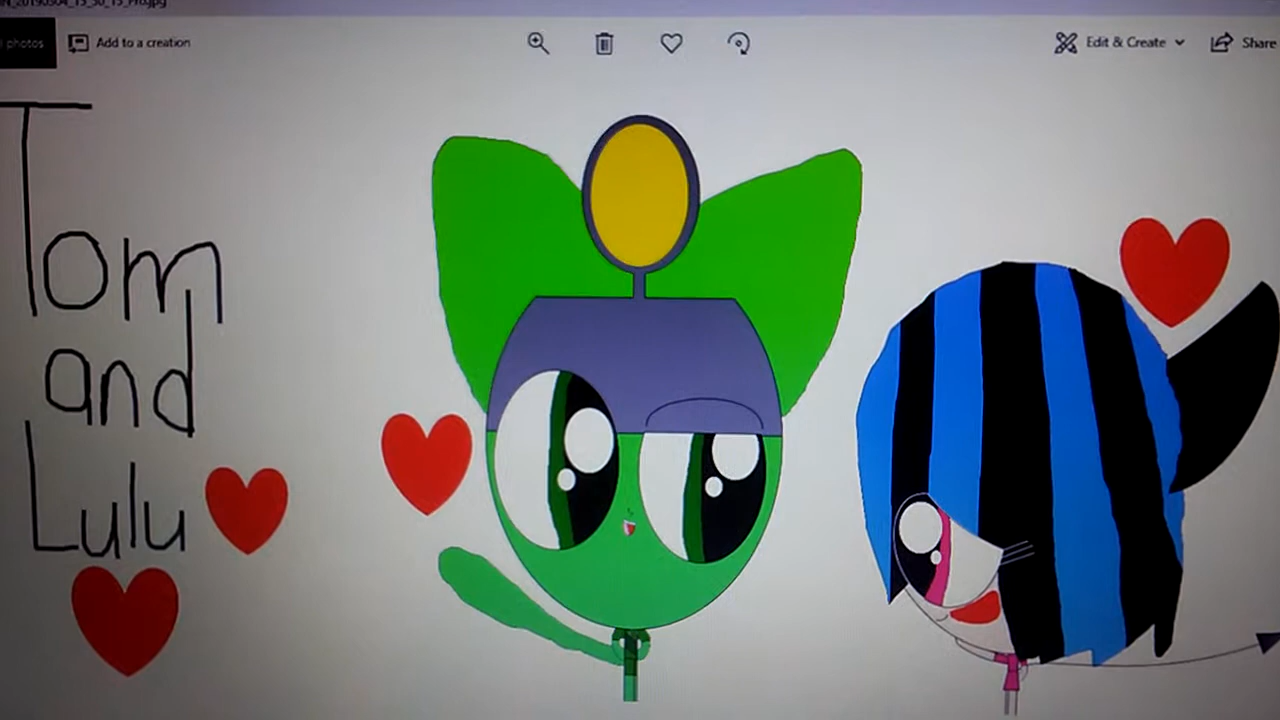 photos
Add to a creation
Edit & Create
Share
Tom
and
Lulu